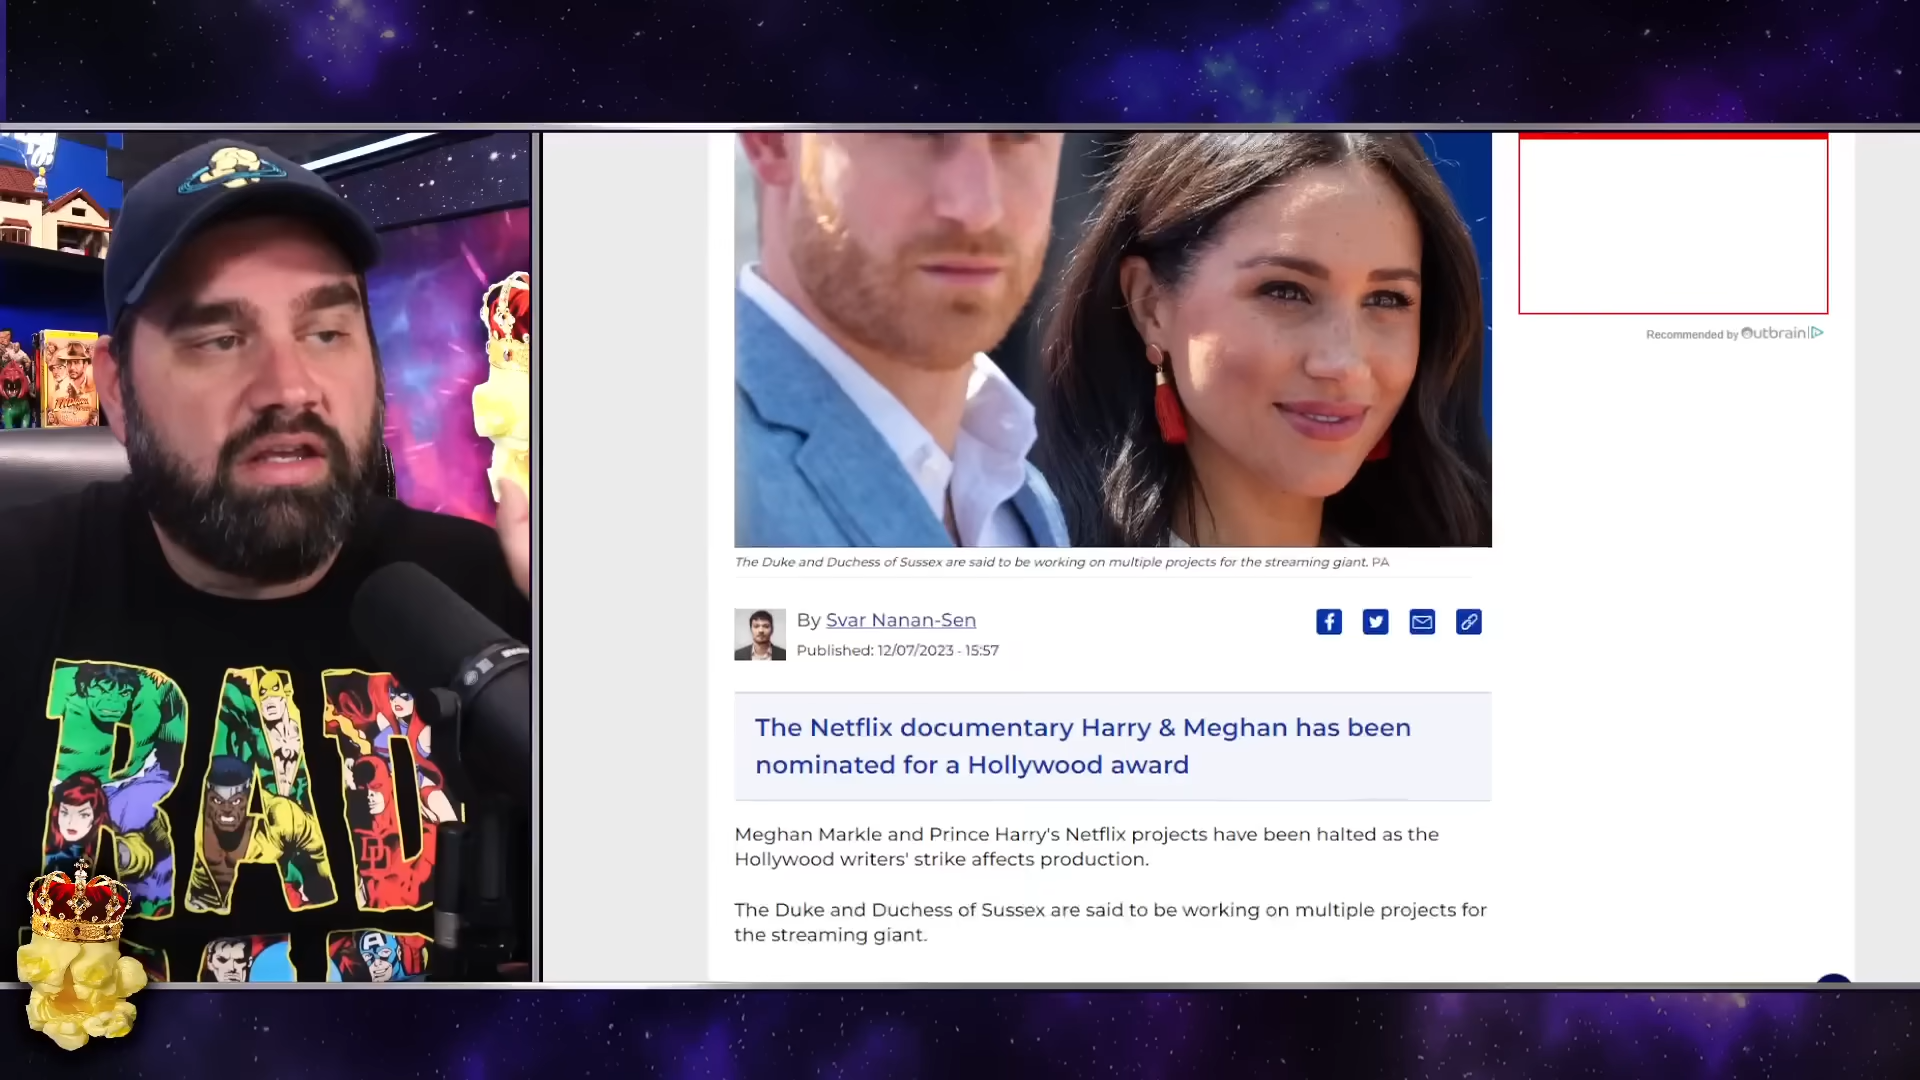 RAD
DD
A
Recommended by Outbrain
The Duke and Duchess of Sussex are said to be working on multiple projects for the streaming giant. PA
By Svar Nanan-Sen
Published: 12/07/2023 - 15:57
The Netflix documentary Harry & Meghan has been
nominated for a Hollywood award
Meghan Markle and Prince Harry's Netflix projects have been halted as the
Hollywood writers' strike affects production.
The Duke and Duchess of Sussex are said to be working on multiple projects for
the streaming giant.